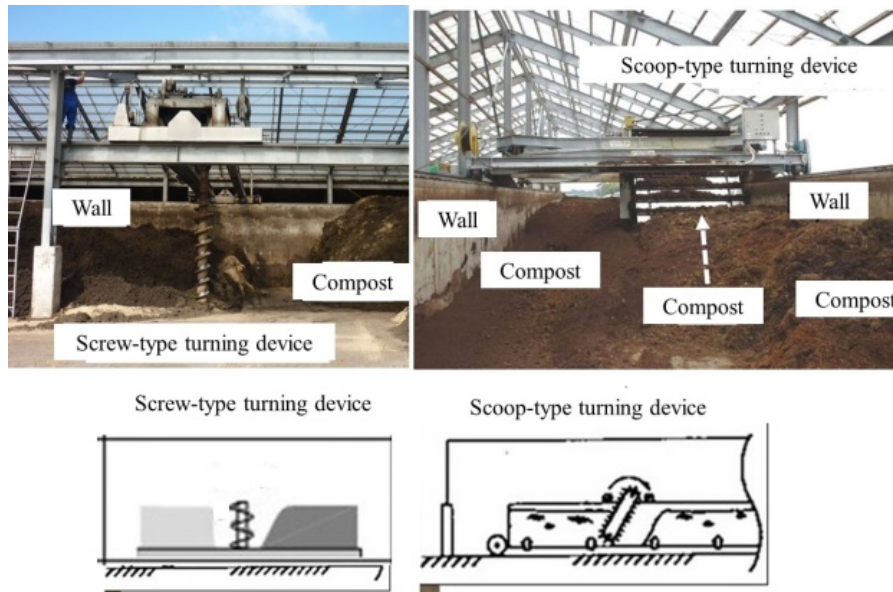 Scoop-type turning device
Wall
Wall
Wall
Compost
Compost
Compost
Compost
Screw-type turning device
Screw-type turning device
Scoop-type turning device